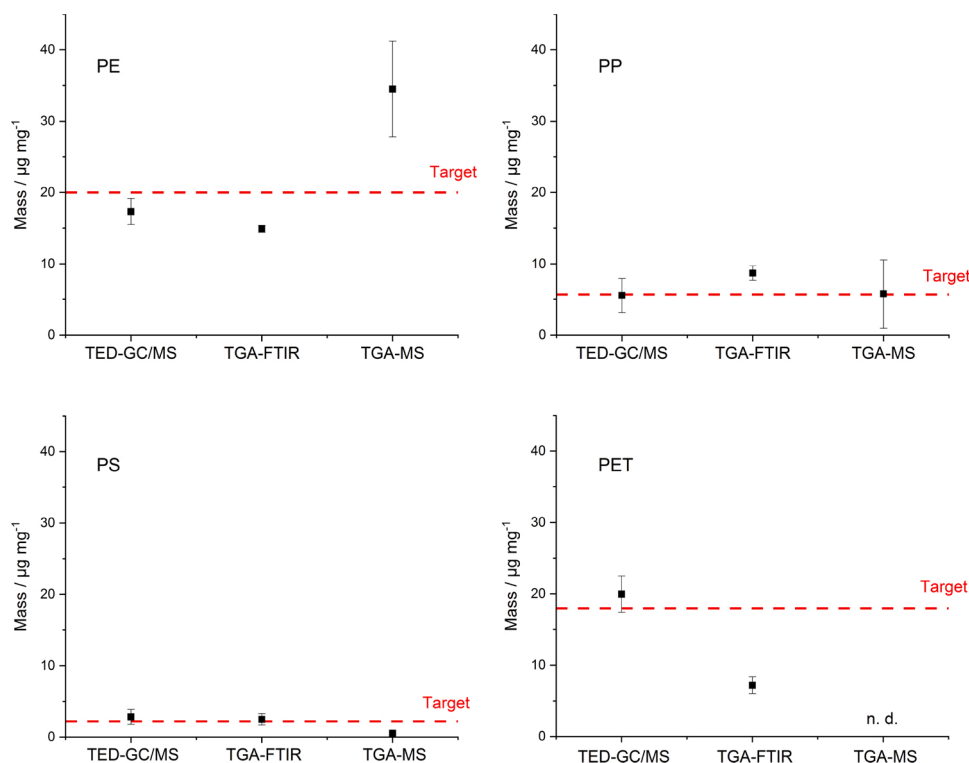 PE
Mass / µg mg⁻¹
40
30
20
10
0
Target
TED-GC/MS TGA-FTIR TGA-MS
PP
Mass / µg mg⁻¹
40
30
20
10
0
Target
TED-GC/MS TGA-FTIR TGA-MS
PS
Mass / µg mg⁻¹
40
30
20
10
0
Target
TED-GC/MS TGA-FTIR TGA-MS
PET
Mass / µg mg⁻¹
40
30
20
10
0
Target
n. d.
TED-GC/MS TGA-FTIR TGA-MS